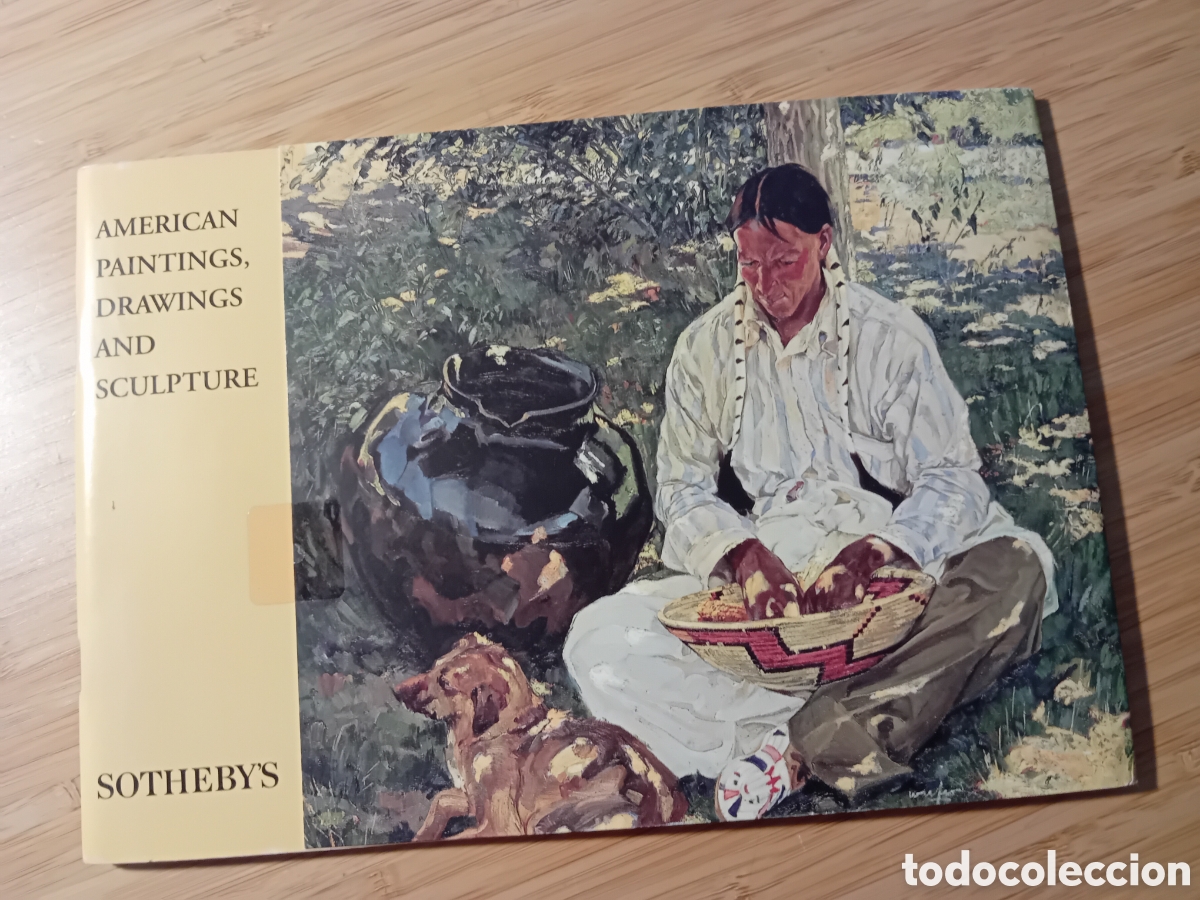 AMERICAN
PAINTINGS,
DRAWINGS
AND
SCULPTURE
SOTHEBY'S
todocoleccion